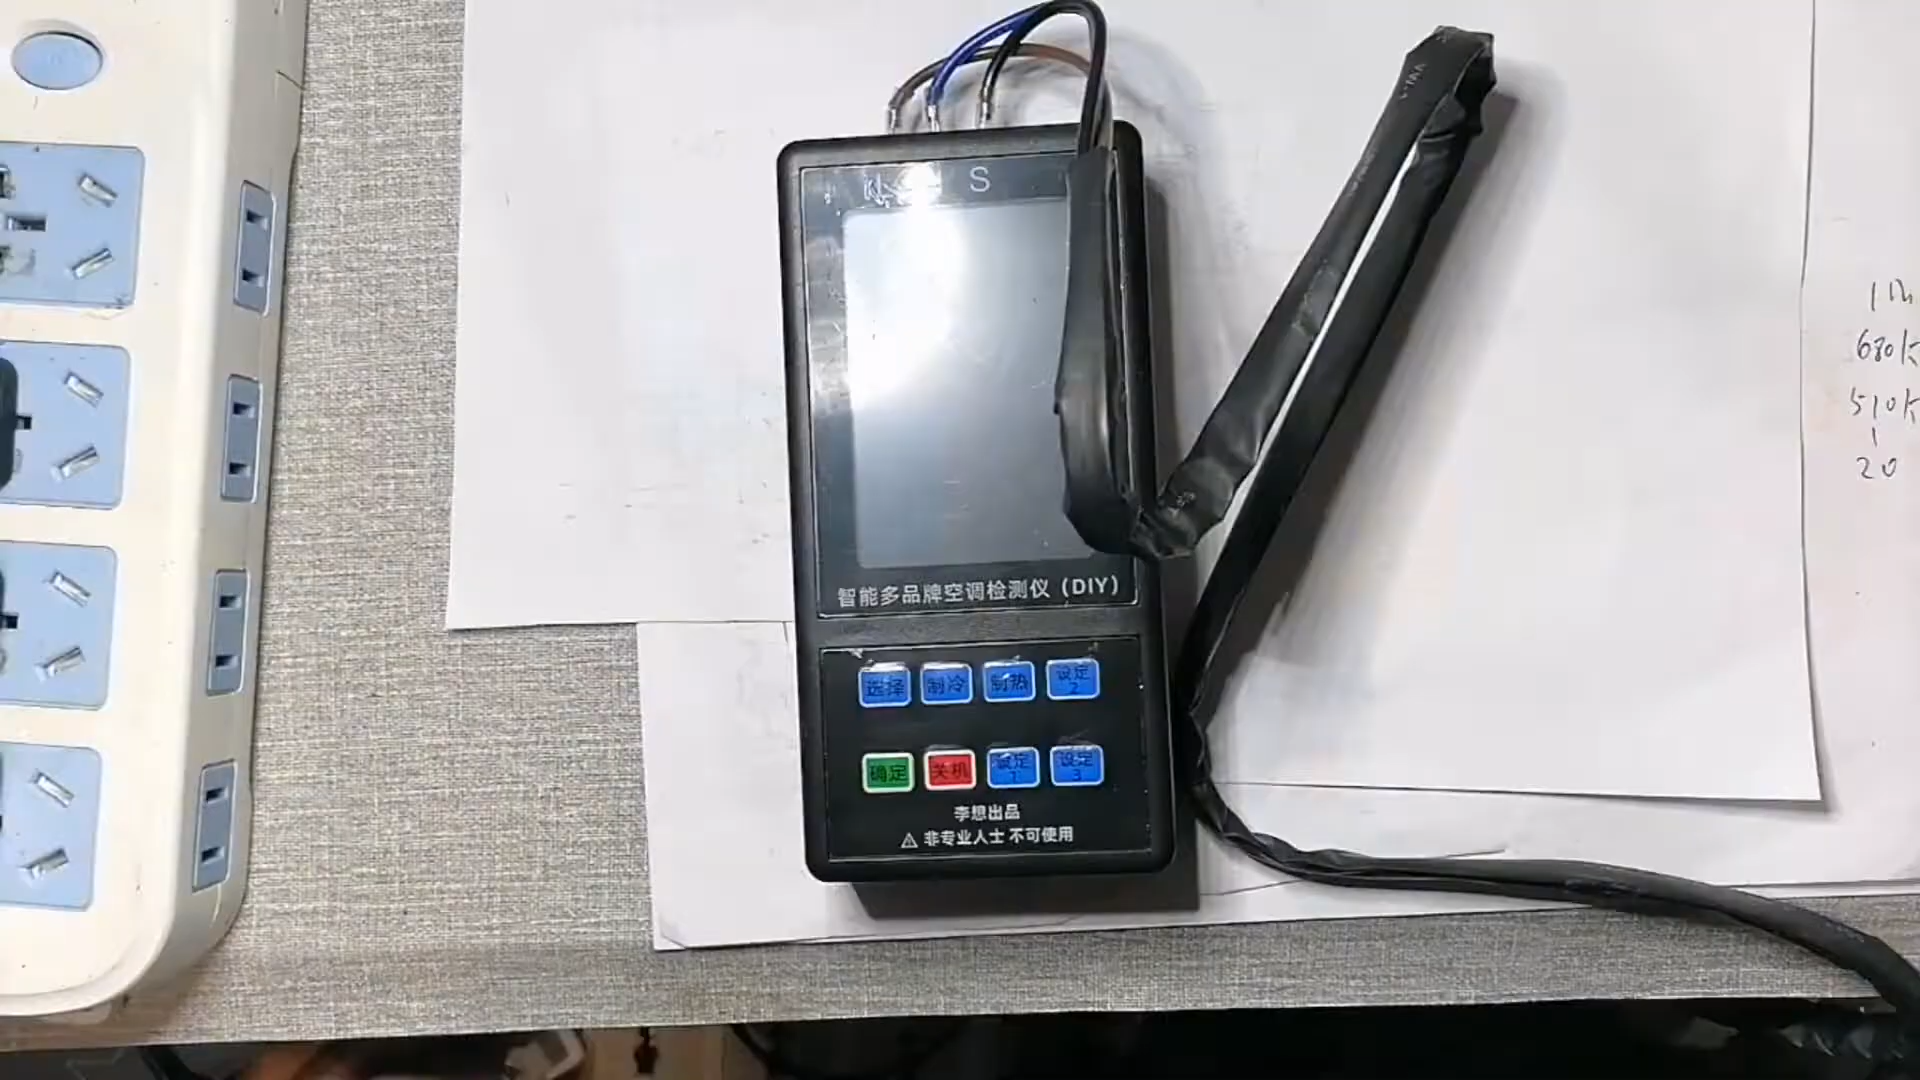 N S
智能多品牌空调检测仪（DIY）
选择 制冷 制热 设定2
确定 关机 设定1 设定3
李想出品
⚠ 非专业人士 不可使用
680k
510k
1
20